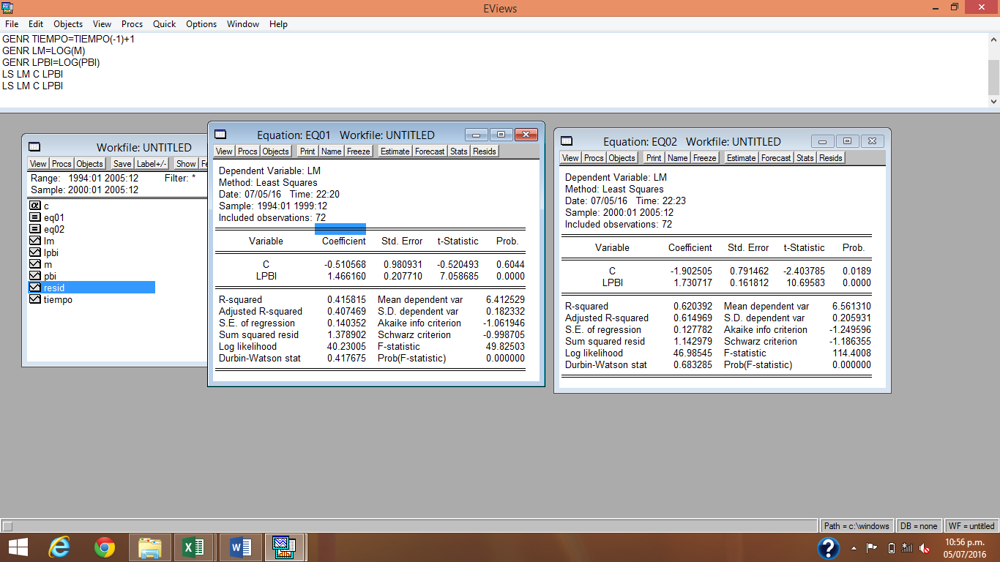 EViews
File Edit Objects View Procs Quick Options Window Help
GENR TIEMPO=TIEMPO(-1)+1
GENR LM=LOG(M)
GENR LPBI=LOG(PBI)
LS LM C LPBI
LS LM C LPBI
Workfile: UNTITLED
View Procs Objects Save Label+/- Show Fe
Range: 1994:01 2005:12 Filter: *
Sample: 2000:01 2005:12
c
eq01
eq02
lm
lpbi
m
pbi
resid
tiempo
Equation: EQ01 Workfile: UNTITLED
View Procs Objects Print Name Freeze Estimate Forecast Stats Resids
Dependent Variable: LM
Method: Least Squares
Date: 07/05/16 Time: 22:20
Sample: 1994:01 1999:12
Included observations: 72
Variable Coefficient Std. Error t-Statistic Prob.
C -0.510568 0.980931 -0.520493 0.6044
LPBI 1.466160 0.207710 7.058685 0.0000
R-squared 0.415815 Mean dependent var 6.412529
Adjusted R-squared 0.407469 S.D. dependent var 0.182332
S.E. of regression 0.140352 Akaike info criterion -1.061946
Sum squared resid 1.378902 Schwarz criterion -0.998705
Log likelihood 40.23005 F-statistic 49.82503
Durbin-Watson stat 0.417675 Prob(F-statistic) 0.000000
Equation: EQ02 Workfile: UNTITLED
View Procs Objects Print Name Freeze Estimate Forecast Stats Resids
Dependent Variable: LM
Method: Least Squares
Date: 07/05/16 Time: 22:23
Sample: 2000:01 2005:12
Included observations: 72
Variable Coefficient Std. Error t-Statistic Prob.
C -1.902505 0.791462 -2.403785 0.0189
LPBI 1.730717 0.161812 10.69583 0.0000
R-squared 0.620392 Mean dependent var 6.561310
Adjusted R-squared 0.614969 S.D. dependent var 0.205931
S.E. of regression 0.127782 Akaike info criterion -1.249596
Sum squared resid 1.142979 Schwarz criterion -1.186355
Log likelihood 46.98545 F-statistic 114.4008
Durbin-Watson stat 0.683285 Prob(F-statistic) 0.000000
Path = c:\windows DB = none WF = untitled
10:56 p.m.
05/07/2016